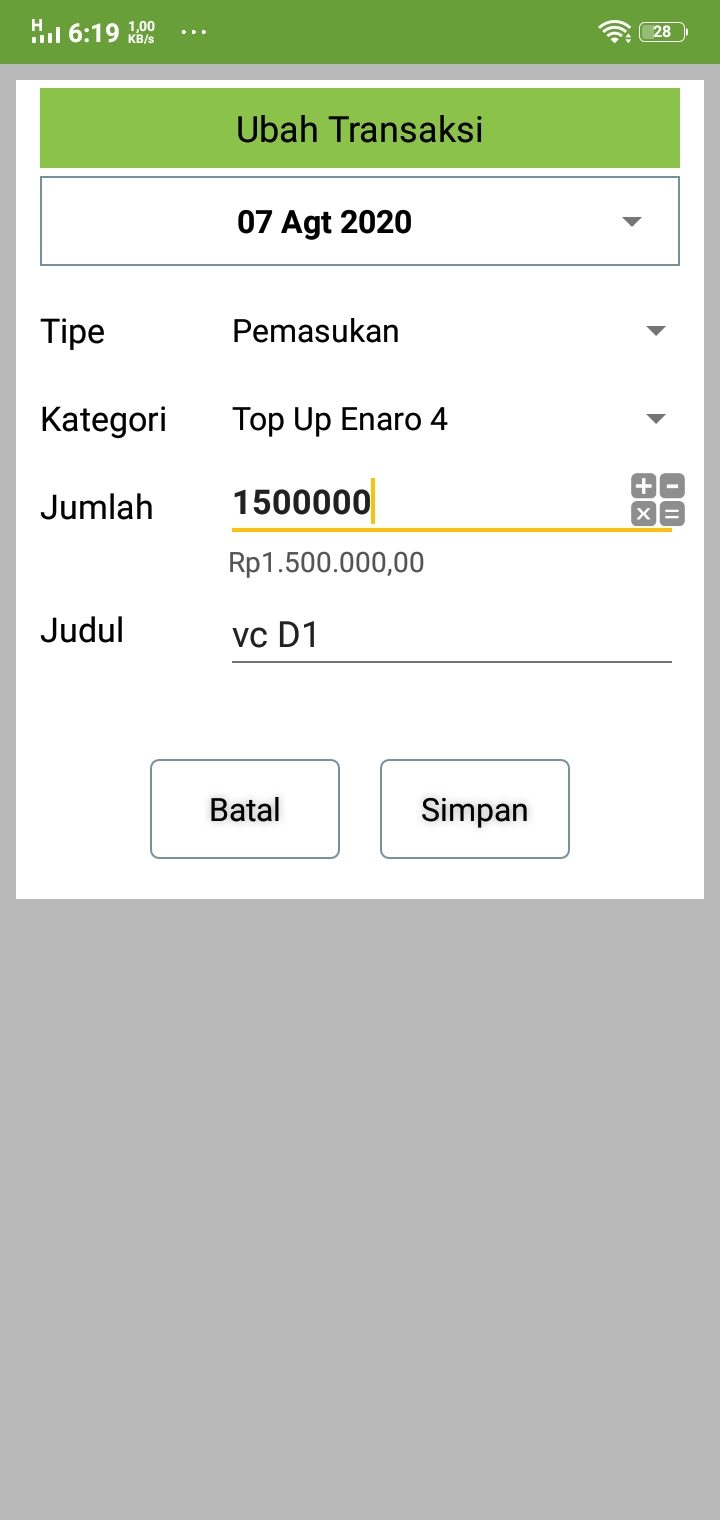 H 6:19 1,00 KB/s ... 28
Ubah Transaksi
07 Agt 2020
Tipe Pemasukan
Kategori Top Up Enaro 4
Jumlah 1500000
Rp1.500.000,00
Judul vc D1
Batal Simpan